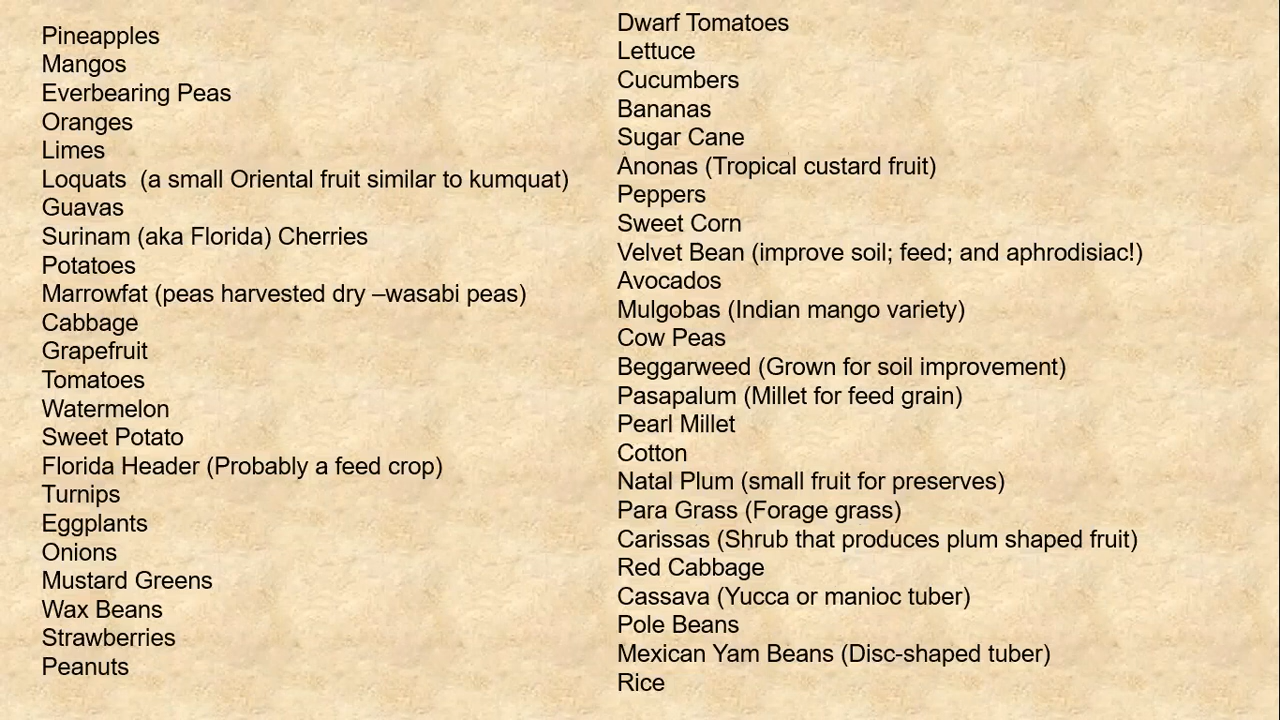 Pineapples
Mangos
Everbearing Peas
Oranges
Limes
Loquats  (a small Oriental fruit similar to kumquat)
Guavas
Surinam (aka Florida) Cherries
Potatoes
Marrowfat (peas harvested dry –wasabi peas)
Cabbage
Grapefruit
Tomatoes
Watermelon
Sweet Potato
Florida Header (Probably a feed crop)
Turnips
Eggplants
Onions
Mustard Greens
Wax Beans
Strawberries
Peanuts
Dwarf Tomatoes
Lettuce
Cucumbers
Bananas
Sugar Cane
Anonas (Tropical custard fruit)
Peppers
Sweet Corn
Velvet Bean (improve soil; feed; and aphrodisiac!)
Avocados
Mulgobas (Indian mango variety)
Cow Peas
Beggarweed (Grown for soil improvement)
Pasapalum (Millet for feed grain)
Pearl Millet
Cotton
Natal Plum (small fruit for preserves)
Para Grass (Forage grass)
Carissas (Shrub that produces plum shaped fruit)
Red Cabbage
Cassava (Yucca or manioc tuber)
Pole Beans
Mexican Yam Beans (Disc-shaped tuber)
Rice